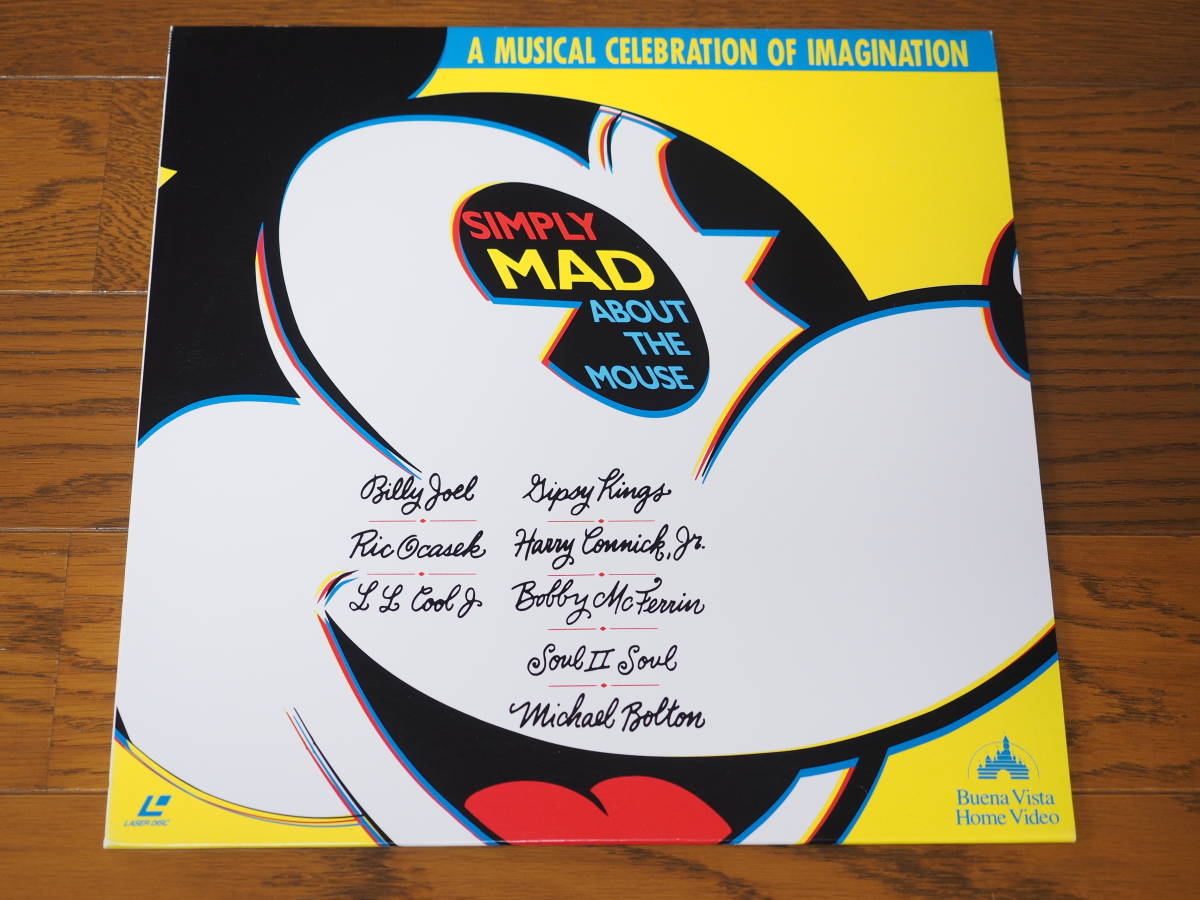 A MUSICAL CELEBRATION OF IMAGINATION
SIMPLY
MAD
ABOUT
THE
MOUSE
Billy Joel
Ric Ocasek
L L Cool J
Gipsy Kings
Harry Connick, Jr.
Bobby McFerrin
Soul II Soul
Michael Bolton
LASER DISC
Buena Vista
Home Video